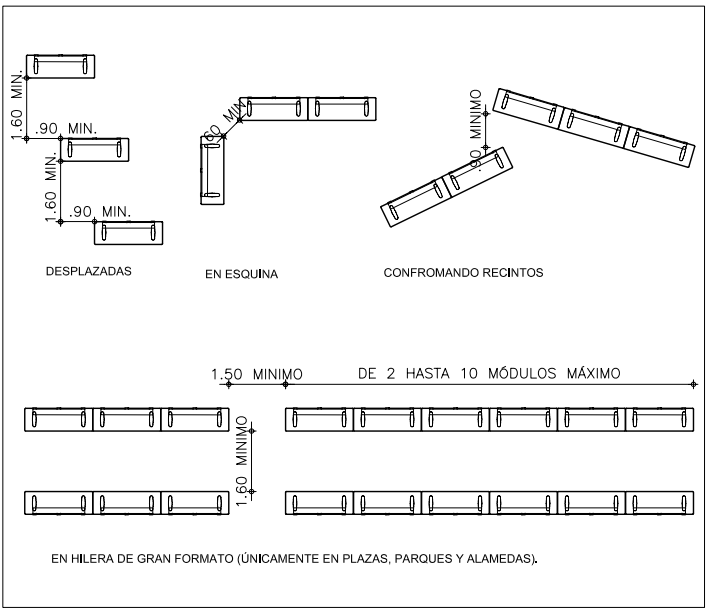 1.60 MIN.
.90 MIN.
1.60 MIN.
.90 MIN.
DESPLAZADAS
.60 MIN
EN ESQUINA
.90 MINIMO
CONFROMANDO RECINTOS
1.50 MINIMO
DE 2 HASTA 10 MÓDULOS MÁXIMO
1.60 MINIMO
EN HILERA DE GRAN FORMATO (ÚNICAMENTE EN PLAZAS, PARQUES Y ALAMEDAS).